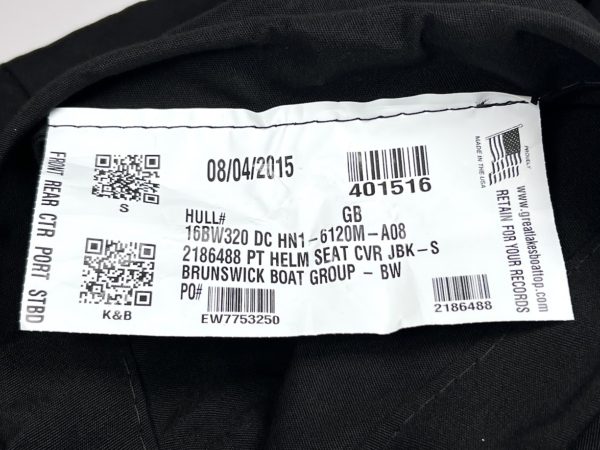 FRONT REAR CTR PORT STBD
S
K&B
08/04/2015
401516
HULL# GB
16BW320 DC HN1-6120M-A08
2186488 PT HELM SEAT CVR JBK-S
BRUNSWICK BOAT GROUP - BW
PO#
EW7753250
2186488
PROUDLY
MADE IN THE USA
www.greatlakesboattop.com
RETAIN FOR YOUR RECORDS